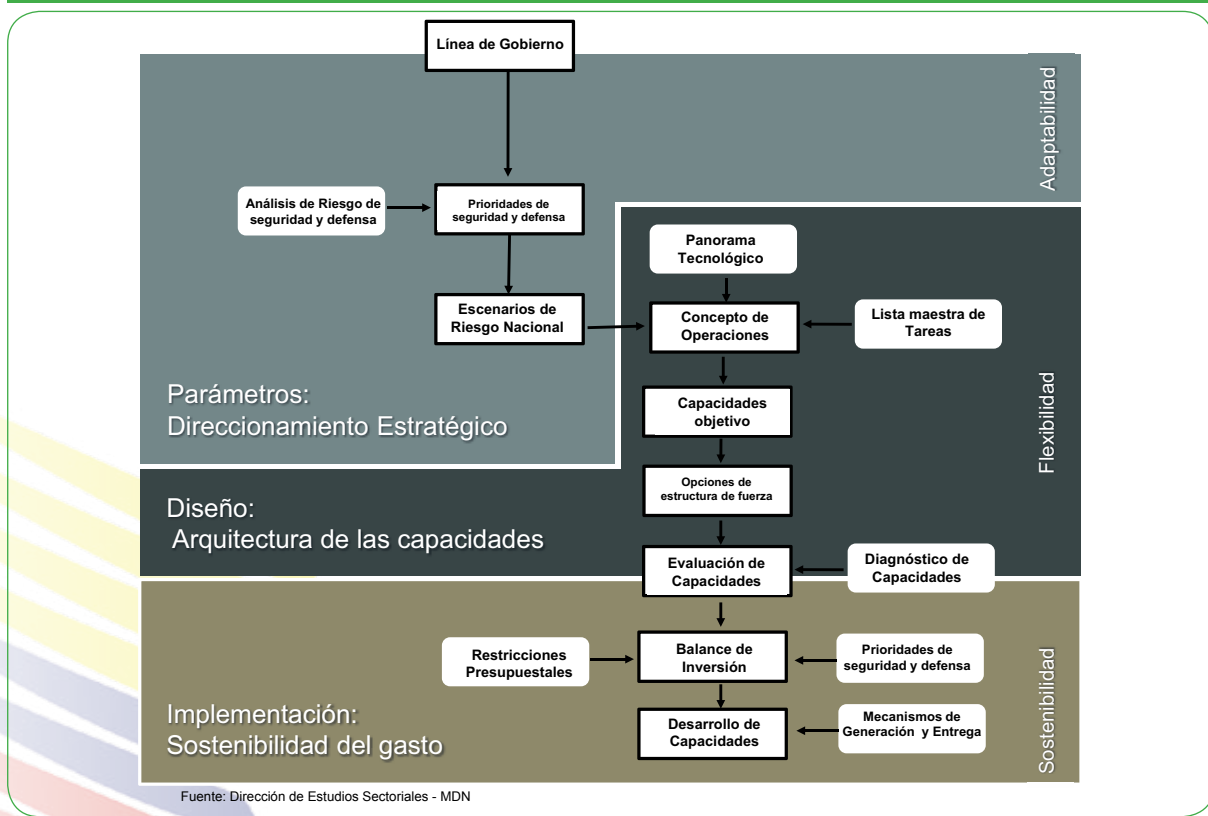 Línea de Gobierno
Adaptabilidad
Análisis de Riesgo de
seguridad y defensa
Prioridades de
seguridad y defensa
Panorama
Tecnológico
Escenarios de
Riesgo Nacional
Concepto de
Operaciones
Lista maestra de
Tareas
Parámetros:
Direccionamiento Estratégico
Capacidades
objetivo
Flexibilidad
Opciones de
estructura de fuerza
Diseño:
Arquitectura de las capacidades
Evaluación de
Capacidades
Diagnóstico de
Capacidades
Restricciones
Presupuestales
Balance de
Inversión
Prioridades de
seguridad y defensa
Sostenibilidad
Implementación:
Sostenibilidad del gasto
Desarrollo de
Capacidades
Mecanismos de
Generación y Entrega
Fuente: Dirección de Estudios Sectoriales - MDN